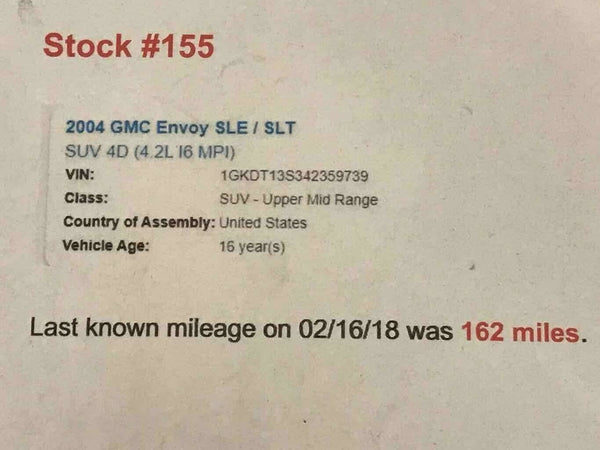 Stock #155
2004 GMC Envoy SLE / SLT
SUV 4D (4.2L I6 MPI)
VIN: 1GKDT13S342359739
Class: SUV - Upper Mid Range
Country of Assembly: United States
Vehicle Age: 16 year(s)
Last known mileage on 02/16/18 was 162 miles.